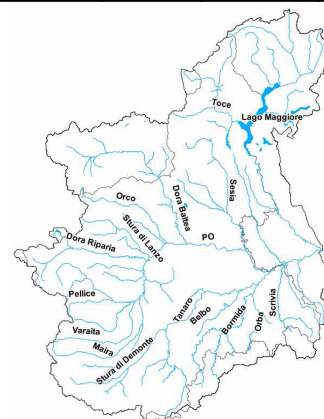 Toce
Lago Maggiore
Sesia
Orco
Dora Baltea
Stura di Lanzo
PO
Dora Riparia
Pellice
Tanaro
Belbo
Bormida
Orba
Scrivia
Varaita
Maira
Stura di Demonte